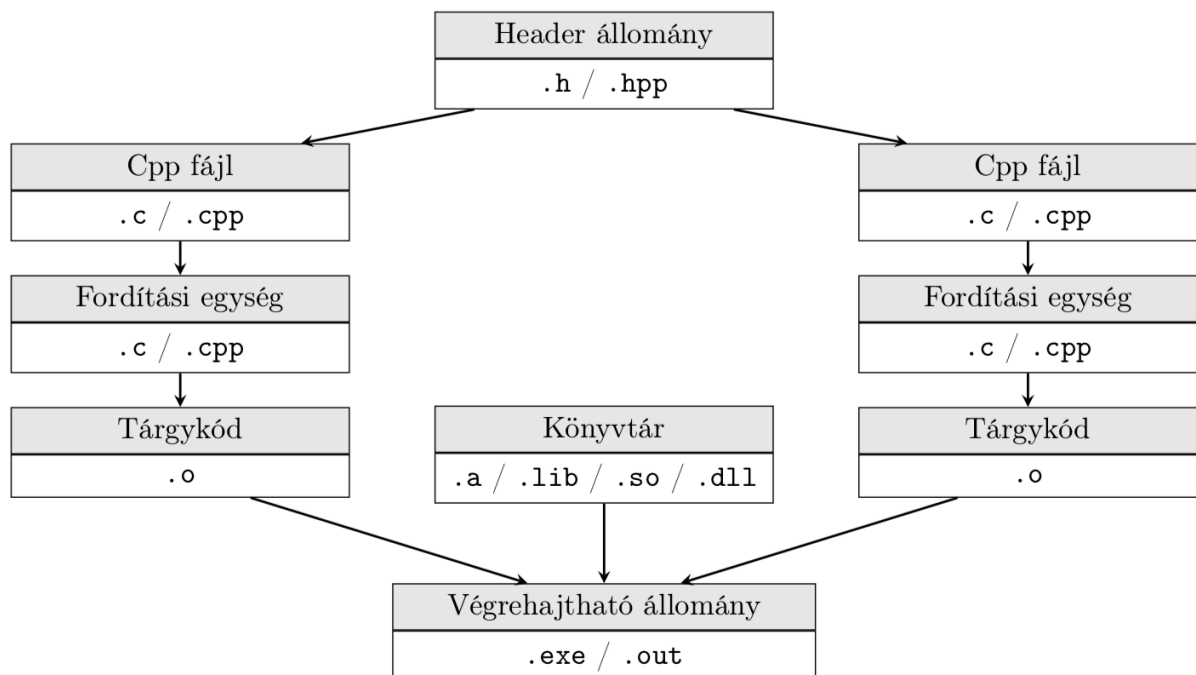 Header állomány
.h / .hpp
Cpp fájl
Cpp fájl
.c / .cpp
.c / .cpp
Fordítási egység
Fordítási egység
.c / .cpp
.c / .cpp
Tárgykód
Könyvtár
Tárgykód
.o
.a / .lib / .so / .dll
.o
Végrehajtható állomány
.exe / .out